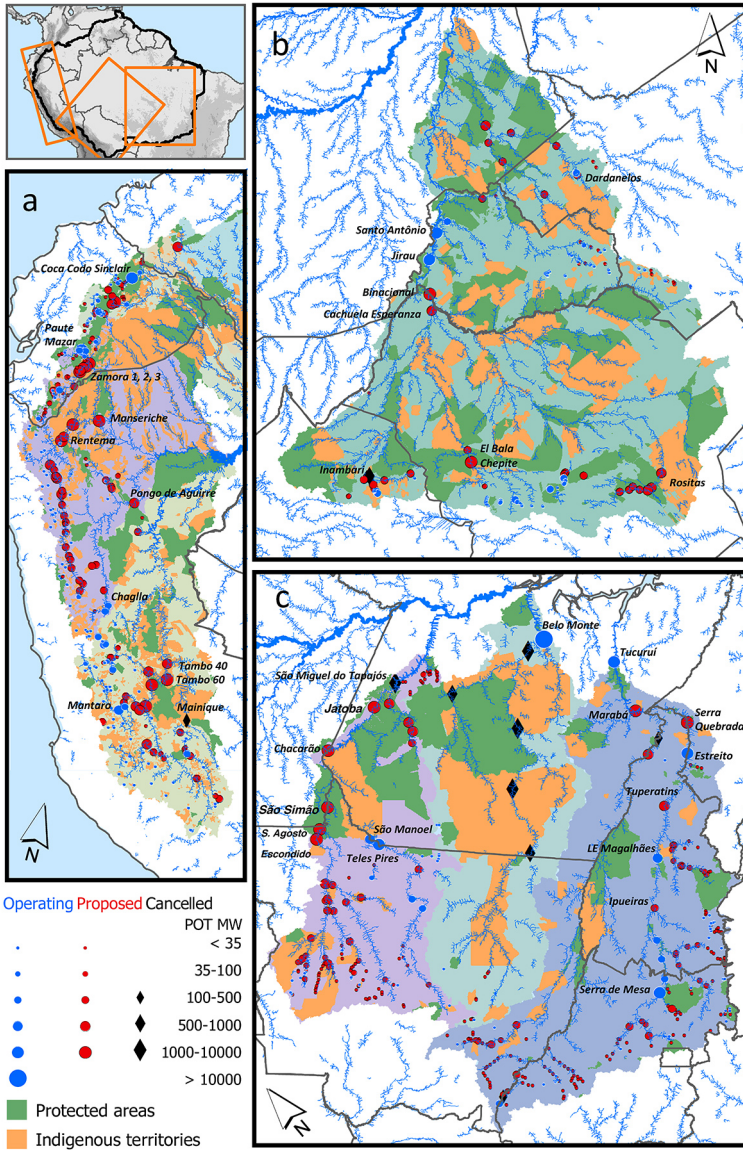 b
N
Dardanelos
Santo Antônio
Jirau
Binacional
Cachuela Esperanza
El Bala
Chepite
Inambari
Rositas
a
Coca Codo Sinclair
Paute
Mazar
Zamora 1, 2, 3
Manseriche
Rentema
Pongo de Aguirre
Chaglla
Tambo 40
Tambo 60
Mantaro
Mainique
N
c
Belo Monte
Tucuruí
São Miguel do Tapajós
Jatoba
Marabá
Serra
Quebrada
Chacarão
Estreito
Tuperatins
São Simão
S. Agosto
São Manoel
Escondido
Teles Pires
LE Magalhães
Ipueiras
Serra de Mesa
N
Operating Proposed Cancelled
POT MW
< 35
35-100
100-500
500-1000
1000-10000
> 10000
Protected areas
Indigenous territories